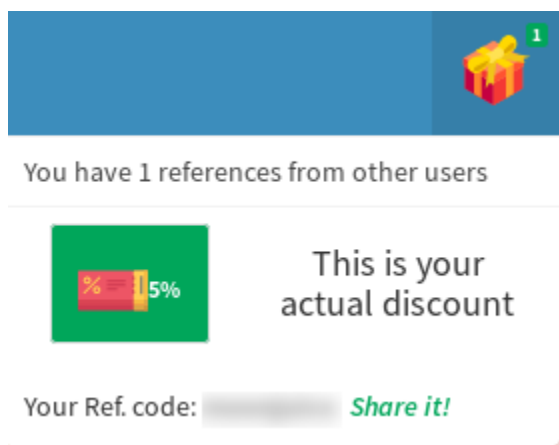 1
You have 1 references from other users
5%
This is your
actual discount
Your Ref. code: Share it!